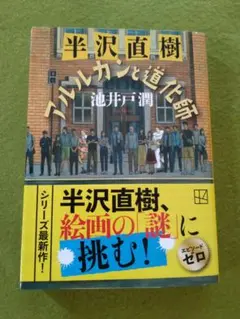 半沢直樹
アルルカンと道化師
池井戸潤
半沢直樹、
絵画の「謎」に
挑む！
シリーズ最新作！
エピソード
ゼロ